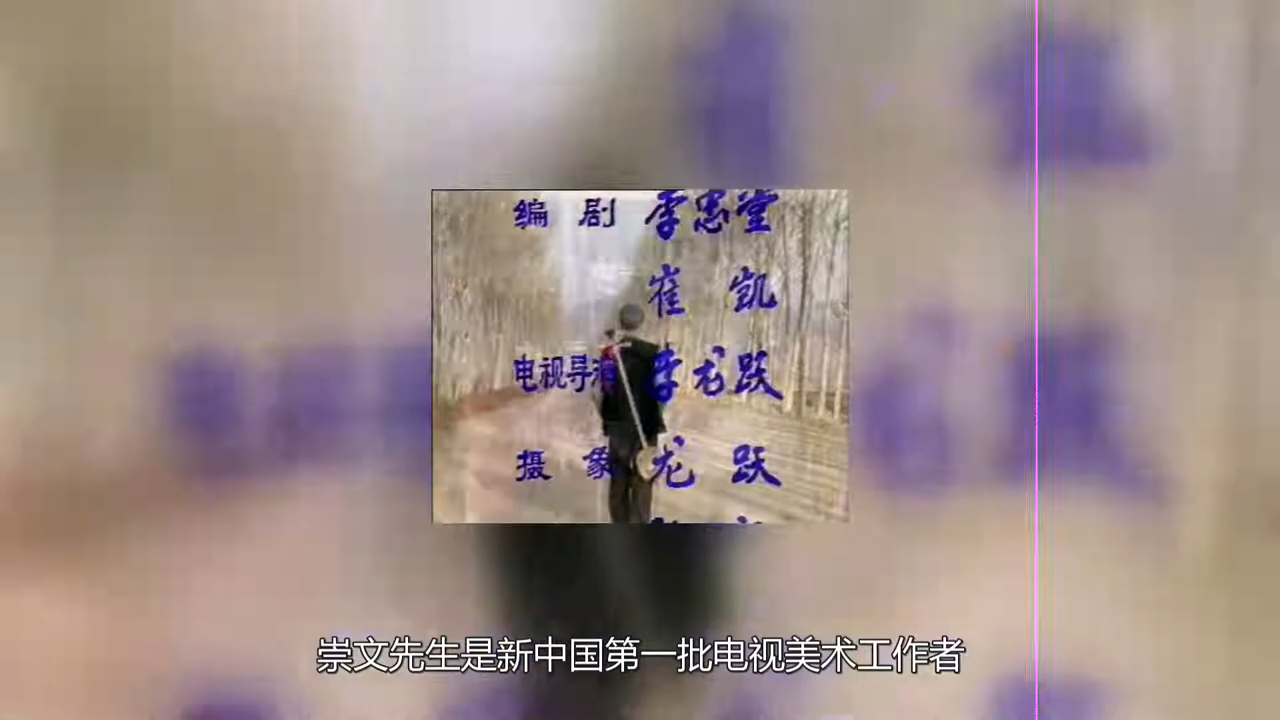 编 剧 李忠堂
崔 凯
电视导演 李龙跃
摄 象 龙 跃
崇文先生是新中国第一批电视美术工作者